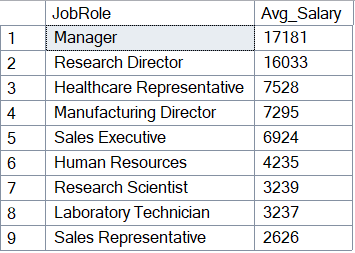 JobRole Avg_Salary
1 Manager 17181
2 Research Director 16033
3 Healthcare Representative 7528
4 Manufacturing Director 7295
5 Sales Executive 6924
6 Human Resources 4235
7 Research Scientist 3239
8 Laboratory Technician 3237
9 Sales Representative 2626